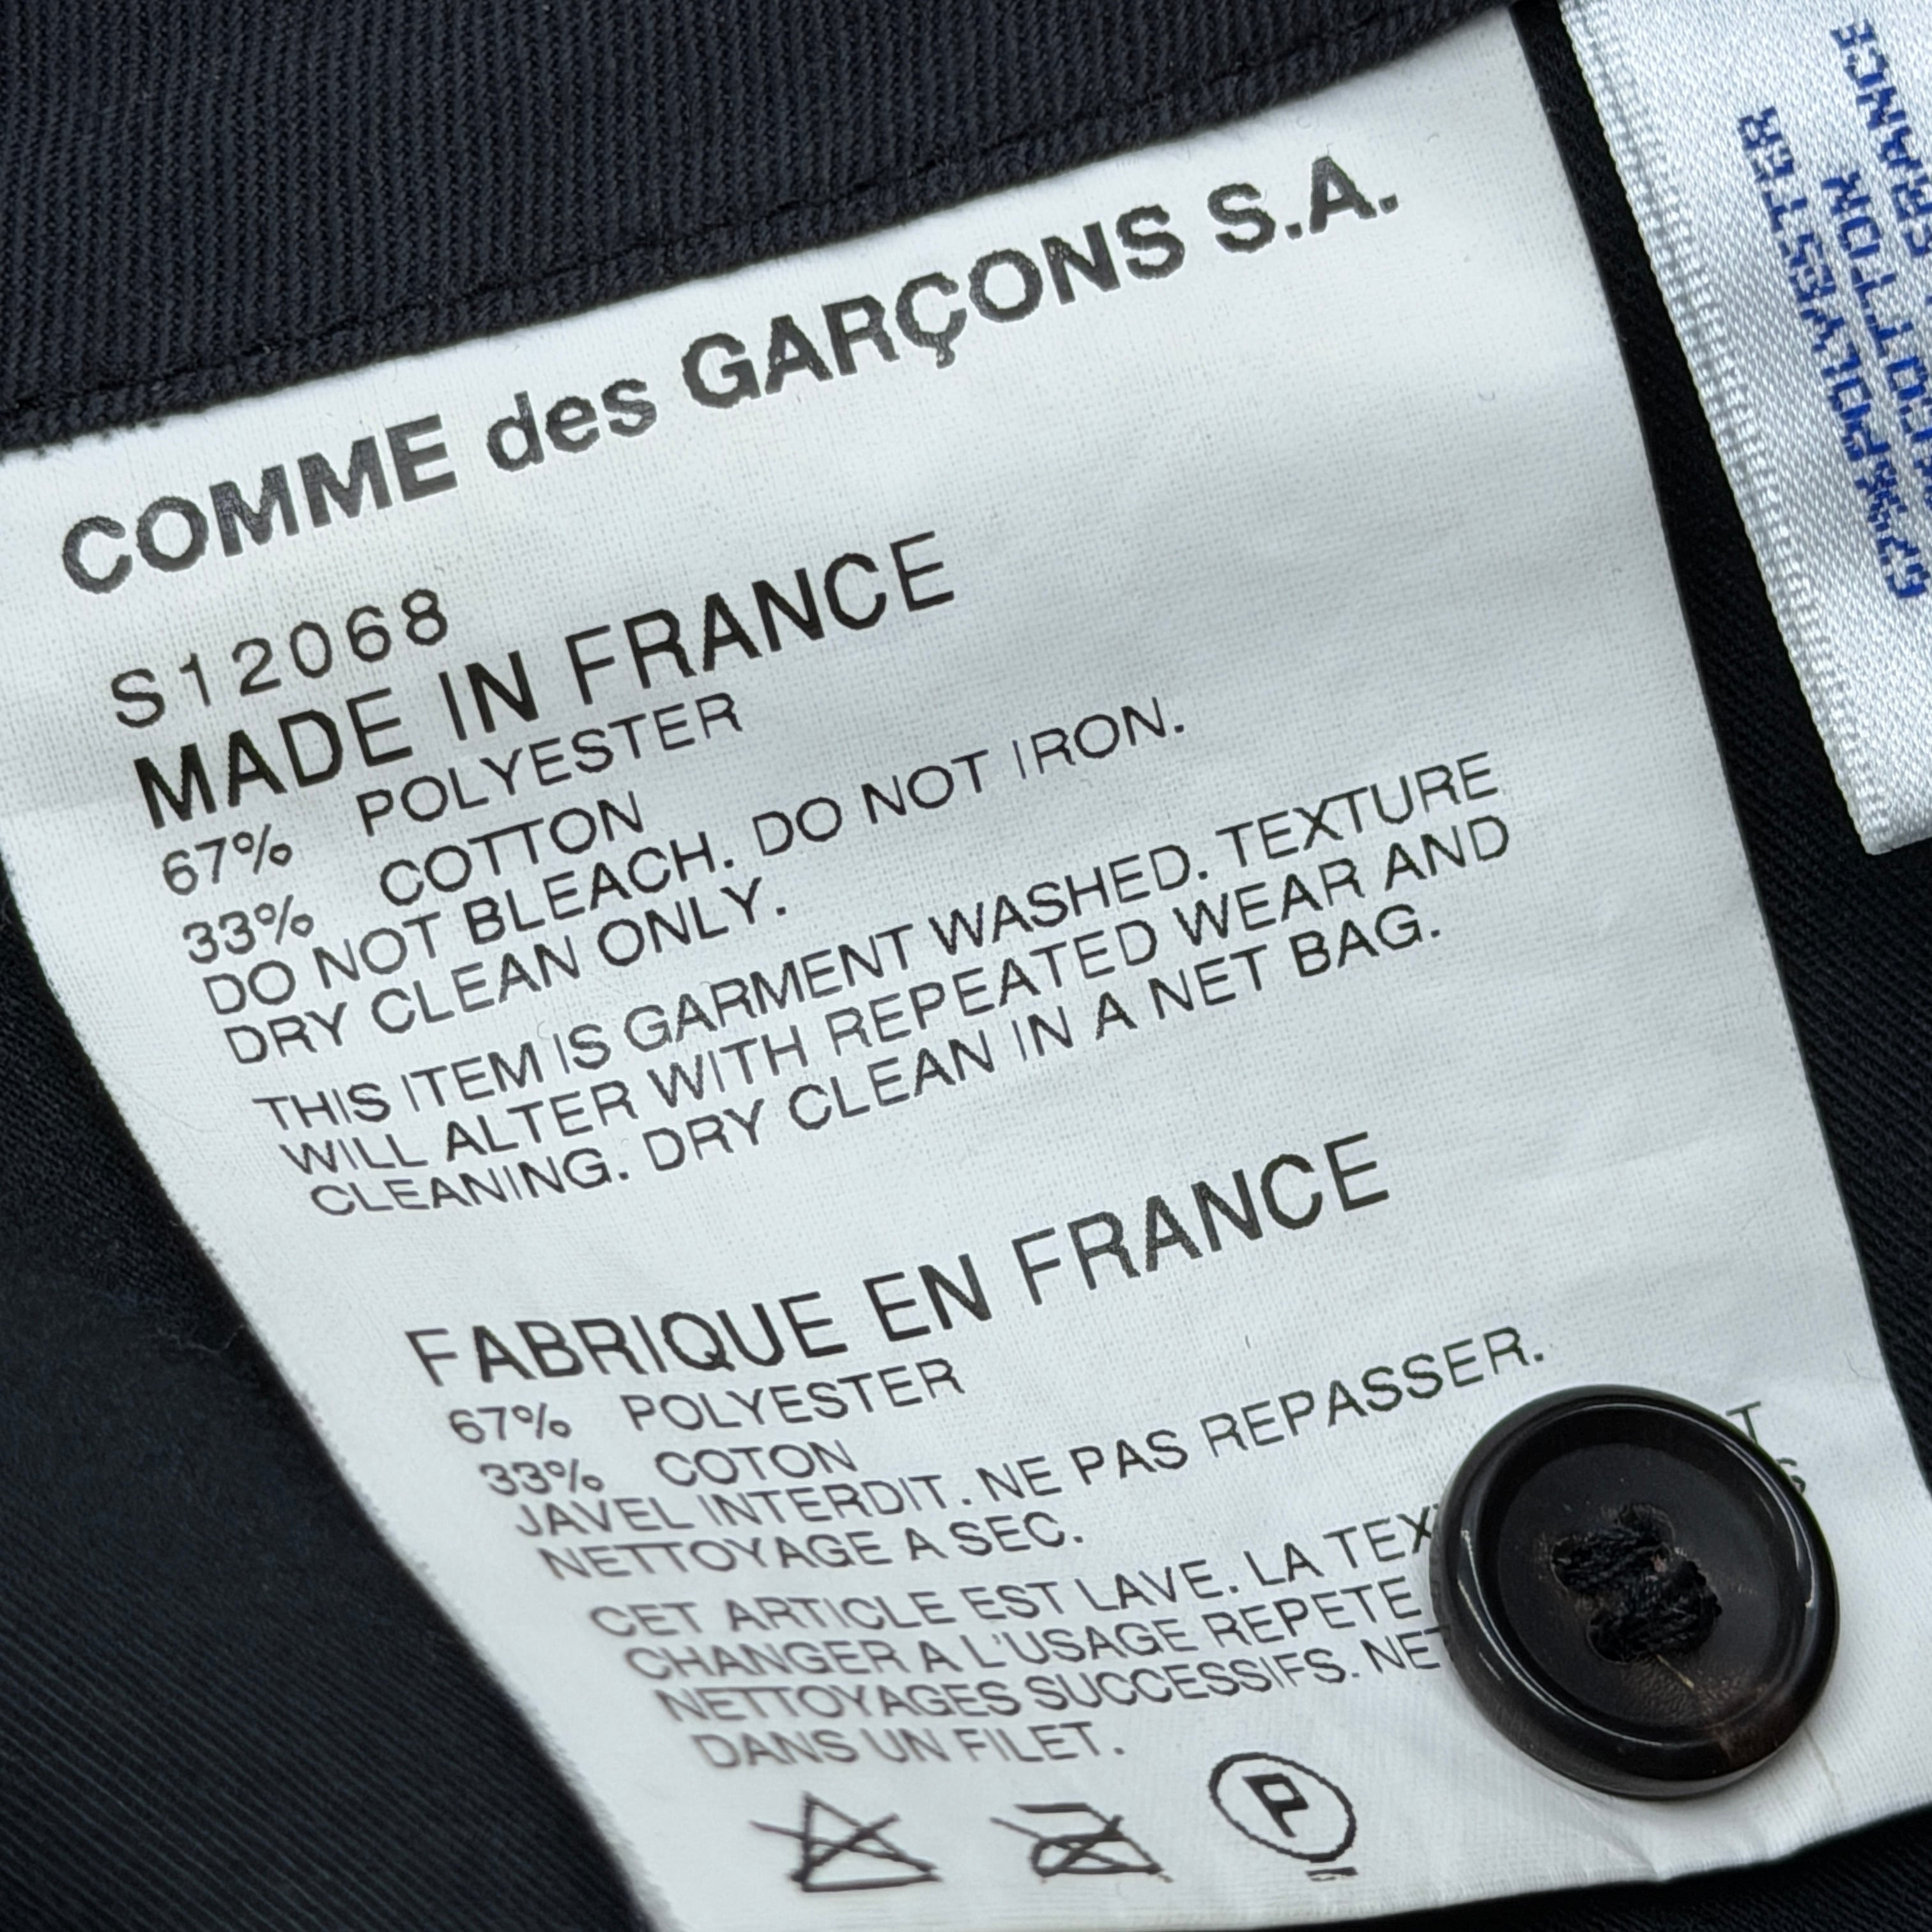 COMME des GARÇONS S.A.
S12068
MADE IN FRANCE
67% POLYESTER
33% COTTON
DO NOT BLEACH. DO NOT IRON.
DRY CLEAN ONLY.
THIS ITEM IS GARMENT WASHED. TEXTURE
WILL ALTER WITH REPEATED WEAR AND
CLEANING. DRY CLEAN IN A NET BAG.
FABRIQUE EN FRANCE
67% POLYESTER
33% COTON
JAVEL INTERDIT. NE PAS REPASSER.
NETTOYAGE A SEC.
CET ARTICLE EST LAVE. LA
CHANGER A L'USAGE REPETE
NETTOYAGES SUCCESSIFS.
DANS UN FILET.
P
POLYESTER
COTTON
FRANCE